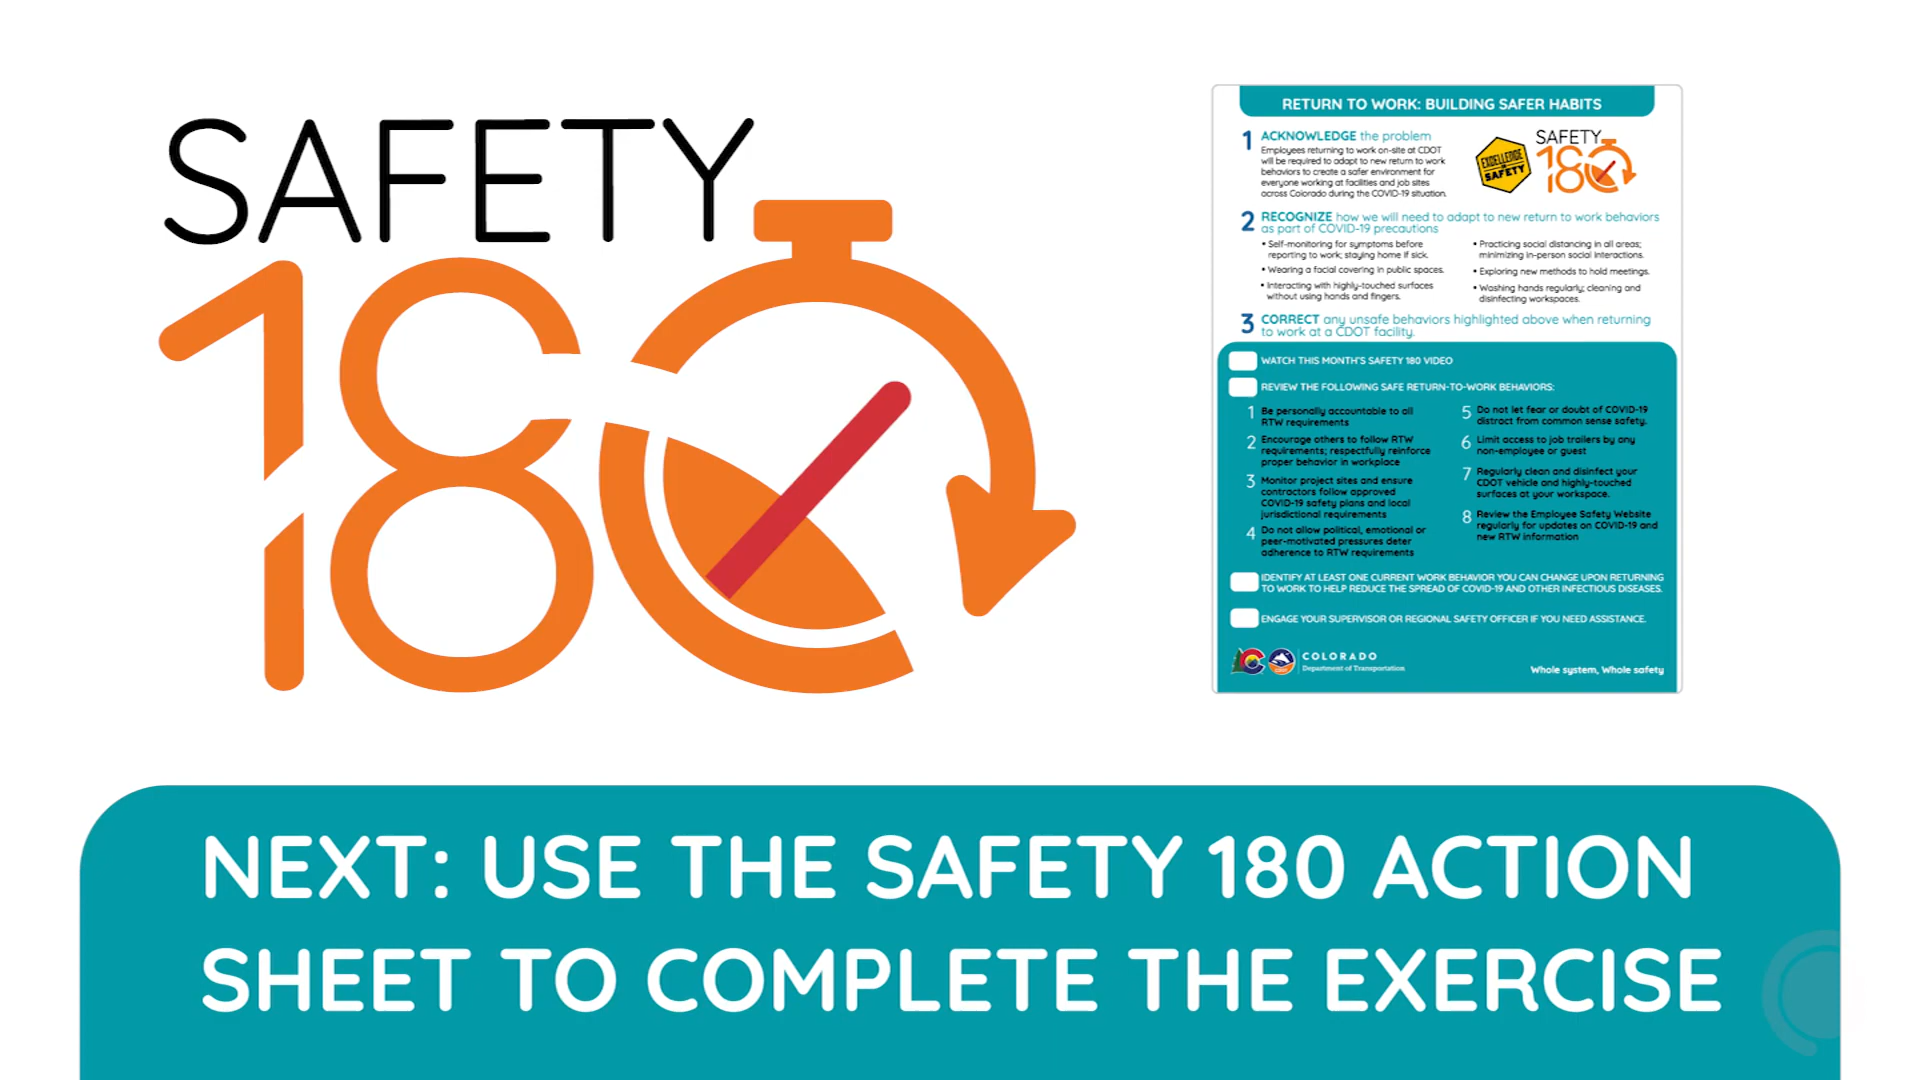 SAFETY
180
RETURN TO WORK: BUILDING SAFER HABITS
1 ACKNOWLEDGE the problem
Employees returning to work on-site at CDOT
will be required to adapt to new return to work
behaviors to create a safer environment for
everyone working at facilities and job sites
across Colorado during the COVID-19 situation.
EXCELLENCE
IN
SAFETY
SAFETY
180
2 RECOGNIZE how we will need to adapt to new return to work behaviors
as part of COVID-19 precautions
• Self-monitoring for symptoms before
reporting to work; staying home if sick.
• Wearing a facial covering in public spaces.
• Interacting with highly-touched surfaces
without using hands and fingers.
• Practicing social distancing in all areas;
minimizing in-person social interactions.
• Exploring new methods to hold meetings.
• Washing hands regularly; cleaning and
disinfecting workspaces.
3 CORRECT any unsafe behaviors highlighted above when returning
to work at a CDOT facility.
WATCH THIS MONTH'S SAFETY 180 VIDEO
REVIEW THE FOLLOWING SAFE RETURN-TO-WORK BEHAVIORS:
1 Be personally accountable to all
RTW requirements
2 Encourage others to follow RTW
requirements; respectfully reinforce
proper behavior in workplace
3 Monitor project sites and ensure
contractors follow approved
COVID-19 safety plans and local
jurisdictional requirements
4 Do not allow political, emotional or
peer-motivated pressures deter
adherence to RTW requirements
5 Do not let fear or doubt of COVID-19
distract from common sense safety.
6 Limit access to job trailers by any
non-employee or guest
7 Regularly clean and disinfect your
CDOT vehicle and highly-touched
surfaces at your workspace.
8 Review the Employee Safety Website
regularly for updates on COVID-19 and
new RTW information
IDENTIFY AT LEAST ONE CURRENT WORK BEHAVIOR YOU CAN CHANGE UPON RETURNING
TO WORK TO HELP REDUCE THE SPREAD OF COVID-19 AND OTHER INFECTIOUS DISEASES.
ENGAGE YOUR SUPERVISOR OR REGIONAL SAFETY OFFICER IF YOU NEED ASSISTANCE.
COLORADO
Department of Transportation
Whole system, Whole safety
NEXT: USE THE SAFETY 180 ACTION
SHEET TO COMPLETE THE EXERCISE